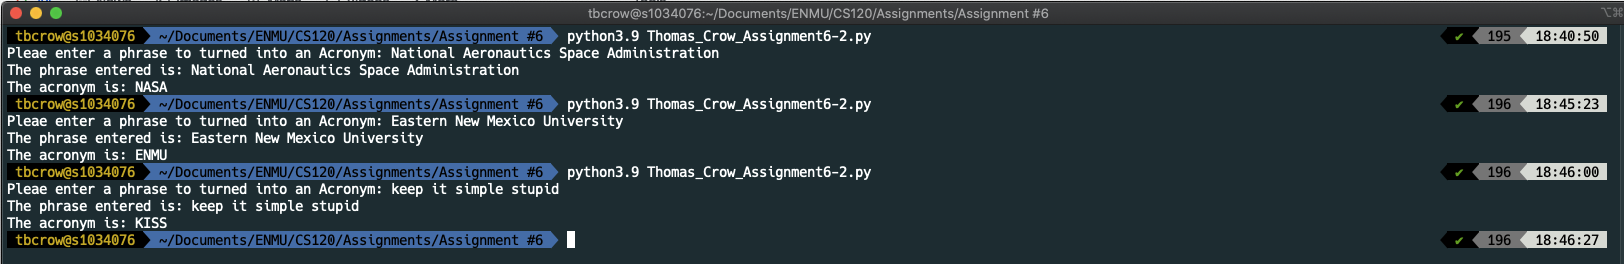 tbcrow@s1034076:~/Documents/ENMU/CS120/Assignments/Assignment #6 ⌥⌘
tbcrow@s1034076 ~/Documents/ENMU/CS120/Assignments/Assignment #6 python3.9 Thomas_Crow_Assignment6-2.py ✔ 195 18:40:50
Pleae enter a phrase to turned into an Acronym: National Aeronautics Space Administration
The phrase entered is: National Aeronautics Space Administration
The acronym is: NASA
tbcrow@s1034076 ~/Documents/ENMU/CS120/Assignments/Assignment #6 python3.9 Thomas_Crow_Assignment6-2.py ✔ 196 18:45:23
Pleae enter a phrase to turned into an Acronym: Eastern New Mexico University
The phrase entered is: Eastern New Mexico University
The acronym is: ENMU
tbcrow@s1034076 ~/Documents/ENMU/CS120/Assignments/Assignment #6 python3.9 Thomas_Crow_Assignment6-2.py ✔ 196 18:46:00
Pleae enter a phrase to turned into an Acronym: keep it simple stupid
The phrase entered is: keep it simple stupid
The acronym is: KISS
tbcrow@s1034076 ~/Documents/ENMU/CS120/Assignments/Assignment #6 ✔ 196 18:46:27